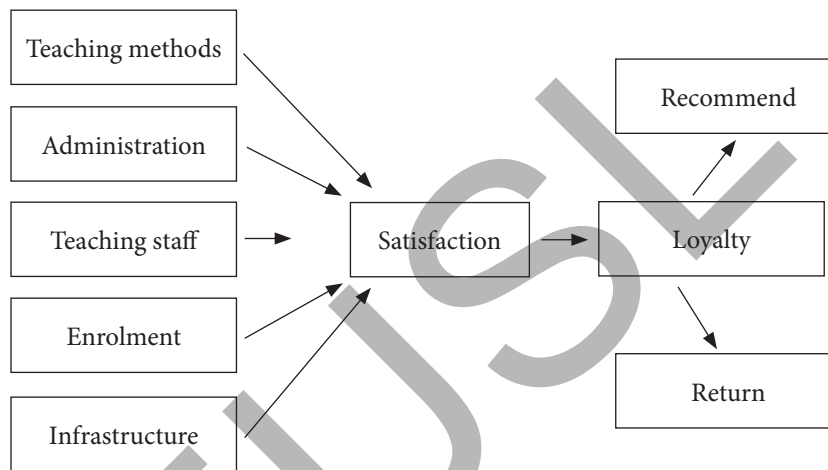 Teaching methods
Administration
Teaching staff
Enrolment
Infrastructure
Satisfaction
Loyalty
Recommend
Return